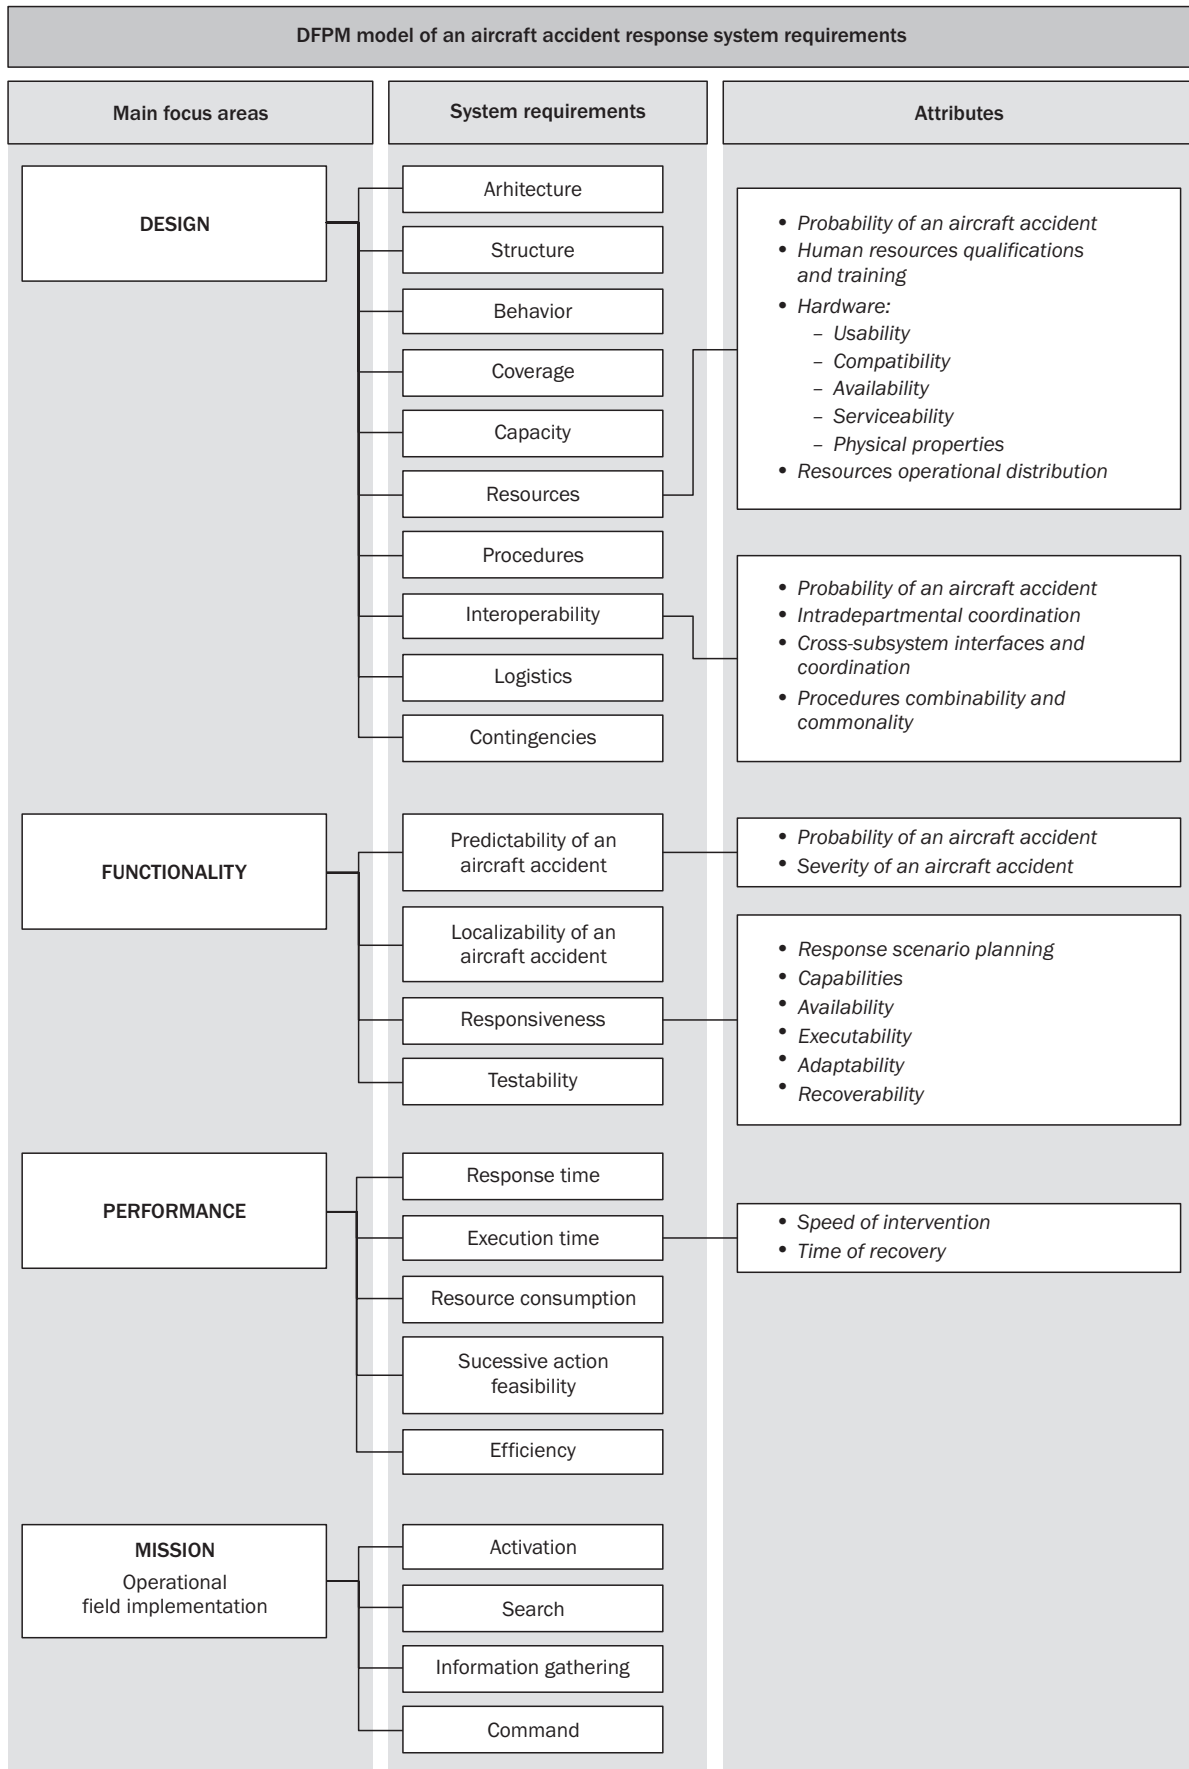 DFPM model of an aircraft accident response system requirements
Main focus areas
System requirements
Attributes
DESIGN
Arhitecture
Structure
Behavior
Coverage
Capacity
Resources
Procedures
Interoperability
Logistics
Contingencies
• Probability of an aircraft accident
• Human resources qualifications
and training
• Hardware:
– Usability
– Compatibility
– Availability
– Serviceability
– Physical properties
• Resources operational distribution
• Probability of an aircraft accident
• Intradepartmental coordination
• Cross-subsystem interfaces and
coordination
• Procedures combinability and
commonality
FUNCTIONALITY
Predictability of an
aircraft accident
Localizability of an
aircraft accident
Responsiveness
Testability
• Probability of an aircraft accident
• Severity of an aircraft accident
• Response scenario planning
• Capabilities
• Availability
• Executability
• Adaptability
• Recoverability
PERFORMANCE
Response time
Execution time
Resource consumption
Sucessive action
feasibility
Efficiency
• Speed of intervention
• Time of recovery
MISSION
Operational
field implementation
Activation
Search
Information gathering
Command